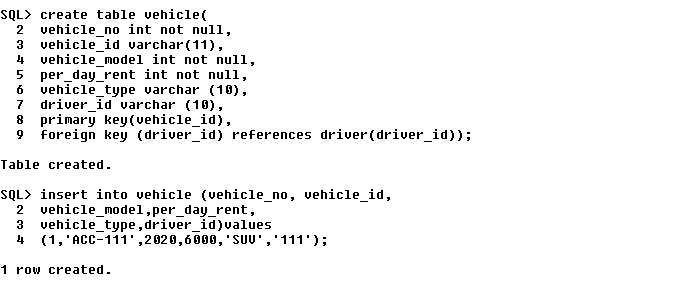 SQL> create table vehicle(
2 vehicle_no int not null,
3 vehicle_id varchar(11),
4 vehicle_model int not null,
5 per_day_rent int not null,
6 vehicle_type varchar (10),
7 driver_id varchar (10),
8 primary key(vehicle_id),
9 foreign key (driver_id) references driver(driver_id));
Table created.
SQL> insert into vehicle (vehicle_no, vehicle_id,
2 vehicle_model,per_day_rent,
3 vehicle_type,driver_id)values
4 (1,'ACC-111',2020,6000,'SUV','111');
1 row created.